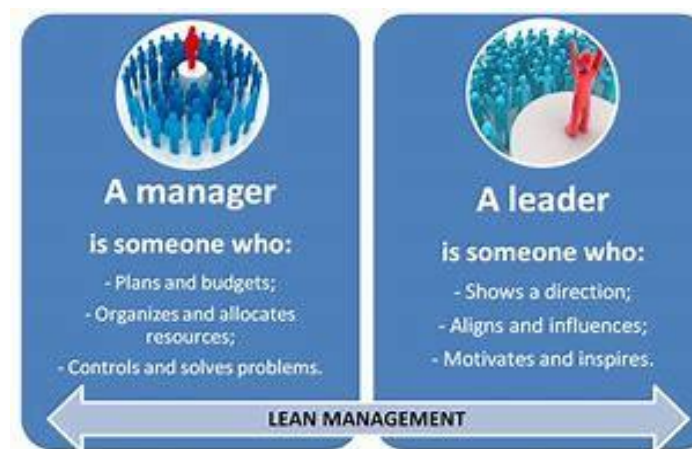 A manager
is someone who:
- Plans and budgets;
- Organizes and allocates
resources;
- Controls and solves problems.
A leader
is someone who:
- Shows a direction;
- Aligns and influences;
- Motivates and inspires.
LEAN MANAGEMENT